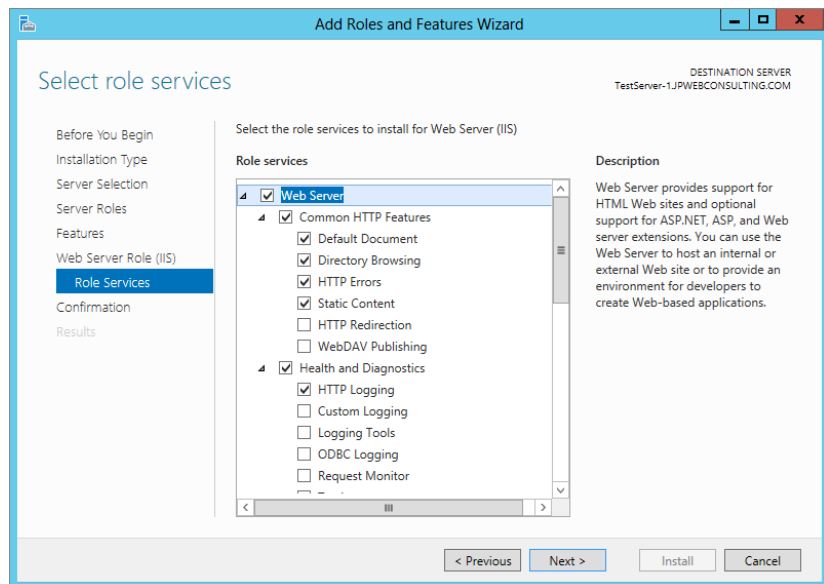 Add Roles and Features Wizard
Select role services
DESTINATION SERVER
TestServer-1.JPWEBCONSULTING.COM
Before You Begin
Installation Type
Server Selection
Server Roles
Features
Web Server Role (IIS)
Role Services
Confirmation
Results
Select the role services to install for Web Server (IIS)
Role services
Web Server
Common HTTP Features
Default Document
Directory Browsing
HTTP Errors
Static Content
HTTP Redirection
WebDAV Publishing
Health and Diagnostics
HTTP Logging
Custom Logging
Logging Tools
ODBC Logging
Request Monitor
Description
Web Server provides support for
HTML Web sites and optional
support for ASP.NET, ASP, and Web
server extensions. You can use the
Web Server to host an internal or
external Web site or to provide an
environment for developers to
create Web-based applications.
< Previous
Next >
Install
Cancel